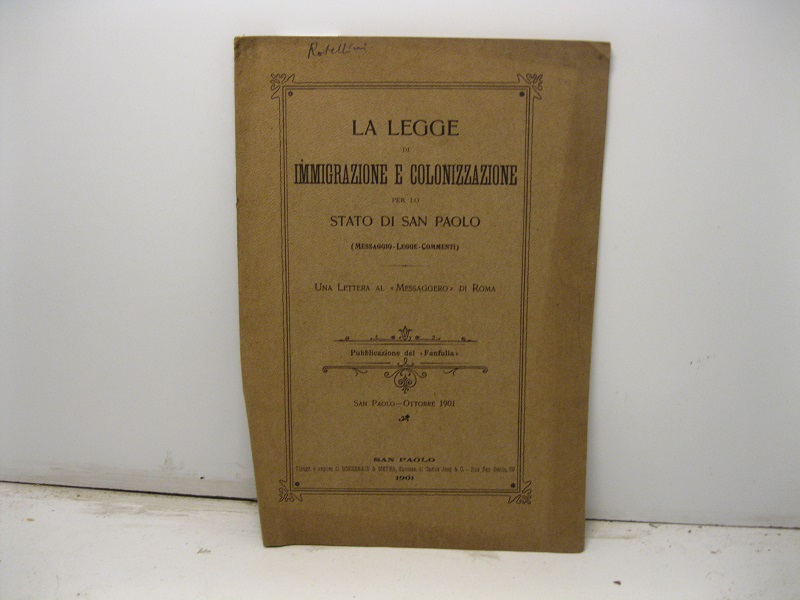 Rotellini
LA LEGGE
DI
IMMIGRAZIONE E COLONIZZAZIONE
PER LO
STATO DI SAN PAOLO
(MESSAGGIO-LEGGE-COMMENTI)
UNA LETTERA AL «MESSAGGERO» DI ROMA
Pubblicazione del «Fanfulla»
SAN PAOLO—OTTOBRE 1901
SAN PAOLO
1901